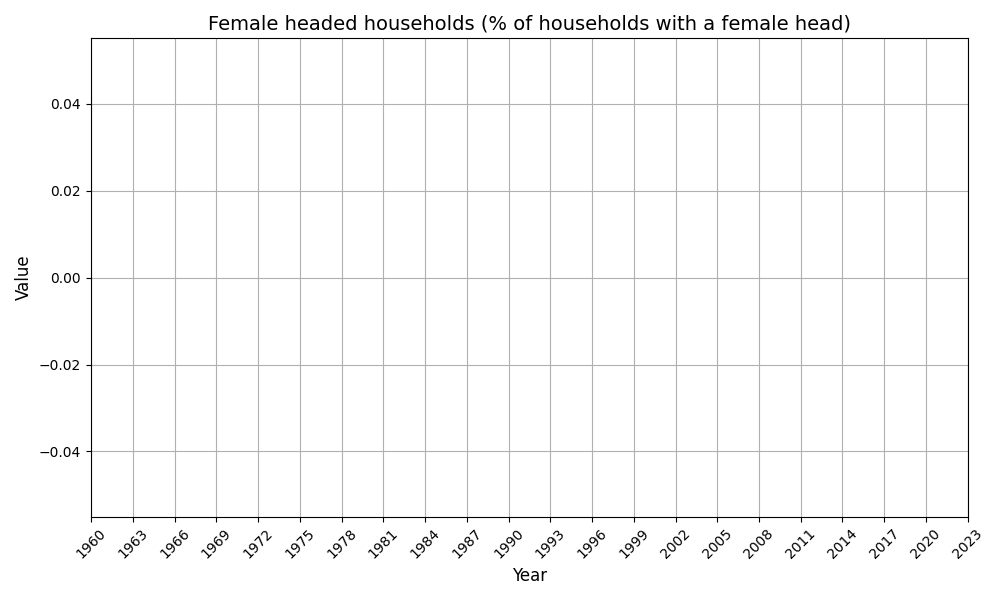 Female headed households (% of households with a female head)
Value
0.04
0.02
0.00
−0.02
−0.04
1960 1963 1966 1969 1972 1975 1978 1981 1984 1987 1990 1993 1996 1999 2002 2005 2008 2011 2014 2017 2020 2023
Year